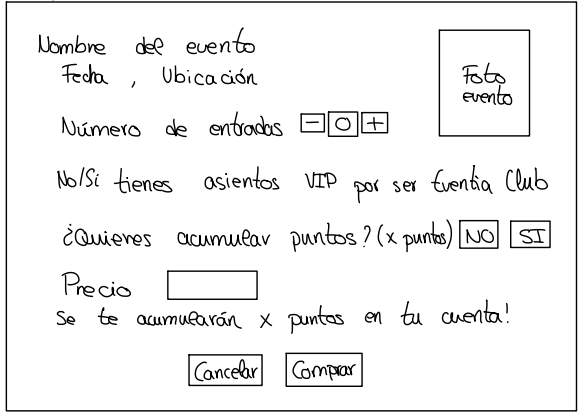 Nombre del evento
Fecha, Ubicación
Foto evento
Número de entradas - 0 +
No/Si tienes asientos VIP por ser Eventia Club
¿Quieres acumular puntos? (x puntos) NO SI
Precio
Se te acumularán x puntos en tu cuenta!
Cancelar Comprar